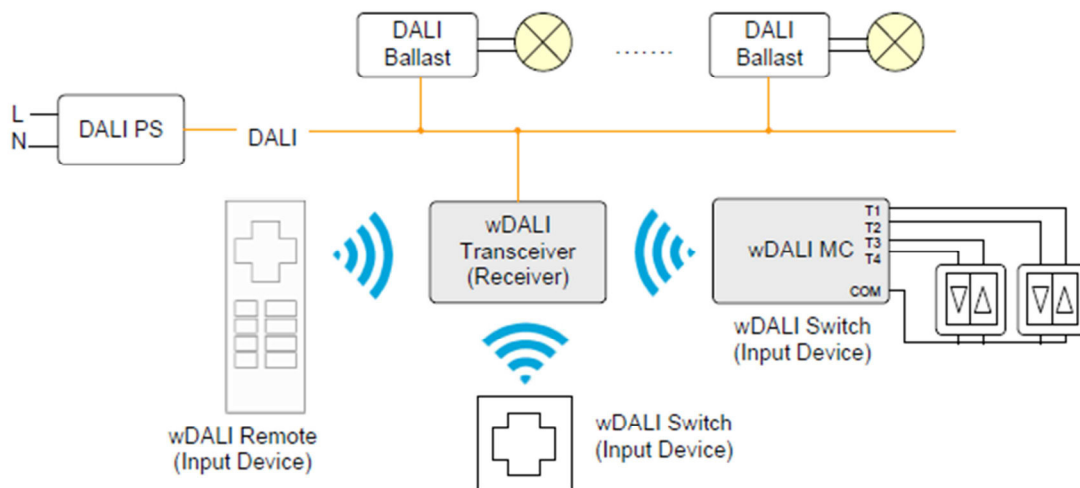 DALI
Ballast
.......
DALI
Ballast
L
N
DALI PS
DALI
wDALI
Transceiver
(Receiver)
wDALI MC
T1
T2
T3
T4
COM
wDALI Switch
(Input Device)
wDALI Remote
(Input Device)
wDALI Switch
(Input Device)